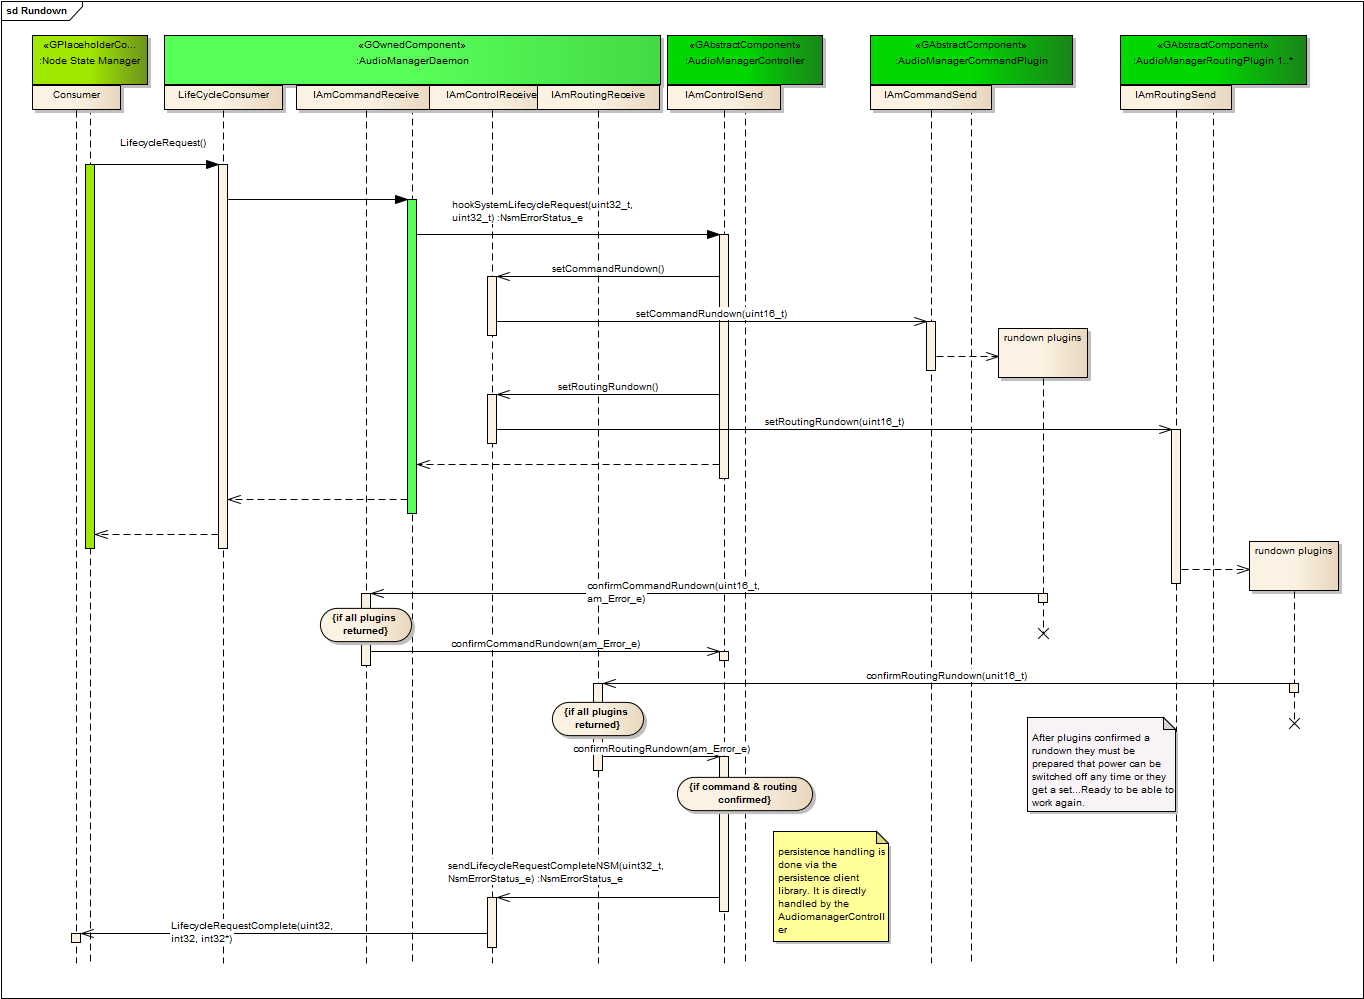 sd Rundown
«GPlaceholderCo...
:Node State Manager
«GOwnedComponent»
:AudioManagerDaemon
«GAbstractComponent»
:AudioManagerController
«GAbstractComponent»
:AudioManagerCommandPlugin
«GAbstractComponent»
:AudioManagerRoutingPlugin 1..*
Consumer
LifeCycleConsumer
IAmCommandReceive
IAmControlReceive
IAmRoutingReceive
IAmControlSend
IAmCommandSend
IAmRoutingSend
LifecycleRequest()
hookSystemLifecycleRequest(uint32_t,
uint32_t) :NsmErrorStatus_e
setCommandRundown()
setCommandRundown(uint16_t)
rundown plugins
setRoutingRundown()
setRoutingRundown(uint16_t)
rundown plugins
confirmCommandRundown(uint16_t,
am_Error_e)
{if all plugins
returned}
confirmCommandRundown(am_Error_e)
confirmRoutingRundown(unit16_t)
{if all plugins
returned}
confirmRoutingRundown(am_Error_e)
After plugins confirmed a
rundown they must be
prepared that power can be
switched off any time or they
get a set...Ready to be able to
work again.
{if command & routing
confirmed}
persistence handling is
done via the
persistence client
library. It is directly
handled by the
AudiomanagerControll
er
sendLifecycleRequestCompleteNSM(uint32_t,
NsmErrorStatus_e) :NsmErrorStatus_e
LifecycleRequestComplete(uint32,
int32, int32*)